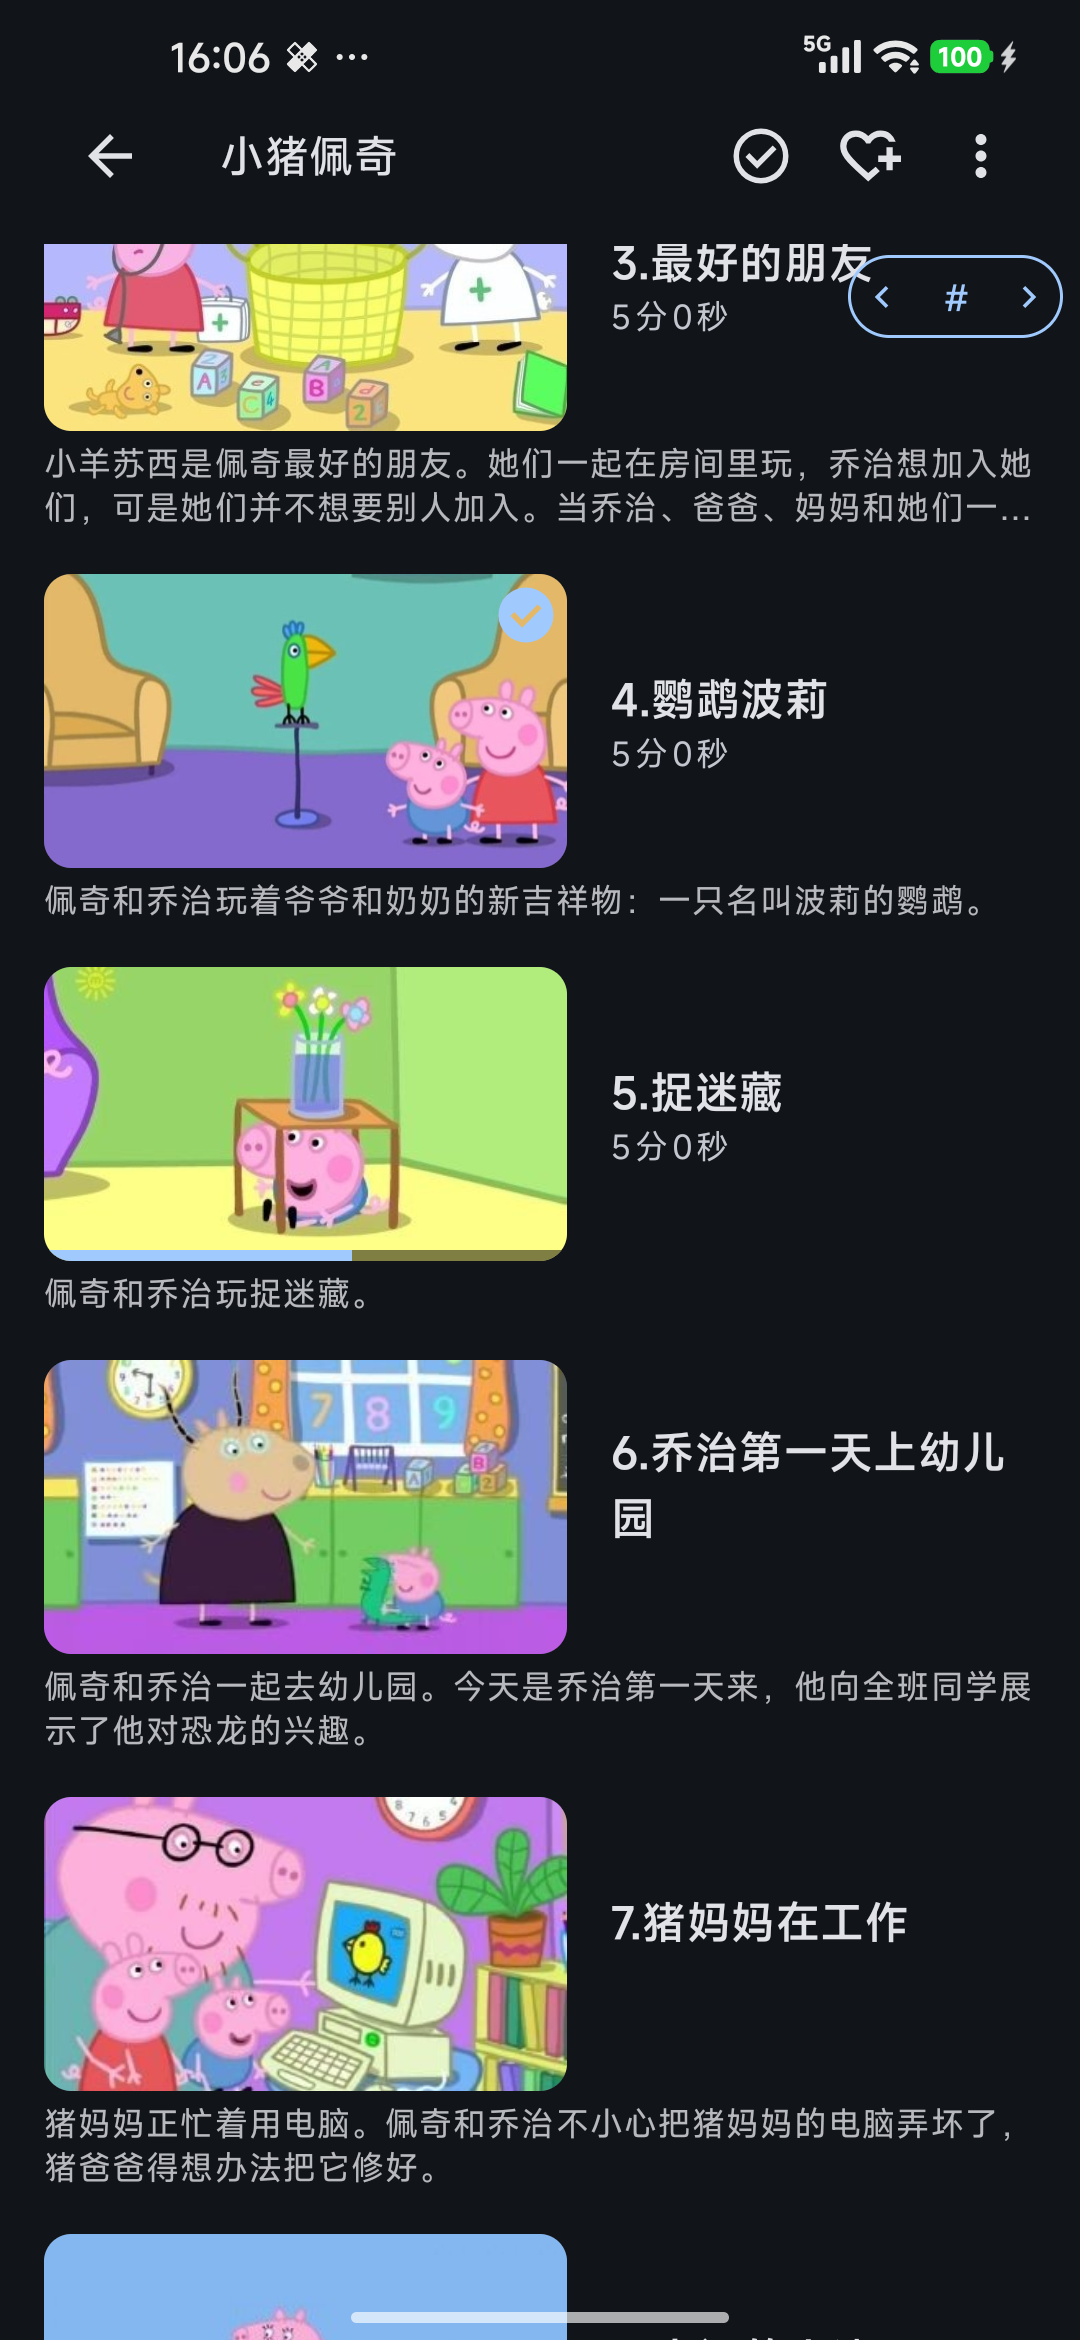 16:06
5G
100
小猪佩奇
3.最好的朋友
5分0秒
#
小羊苏西是佩奇最好的朋友。她们一起在房间里玩，乔治想加入她
们，可是她们并不想要别人加入。当乔治、爸爸、妈妈和她们一...
4.鹦鹉波莉
5分0秒
佩奇和乔治玩着爷爷和奶奶的新吉祥物：一只名叫波莉的鹦鹉。
5.捉迷藏
5分0秒
佩奇和乔治玩捉迷藏。
7 8 9
6.乔治第一天上幼儿
园
佩奇和乔治一起去幼儿园。今天是乔治第一天来，他向全班同学展
示了他对恐龙的兴趣。
7.猪妈妈在工作
猪妈妈正忙着用电脑。佩奇和乔治不小心把猪妈妈的电脑弄坏了，
猪爸爸得想办法把它修好。